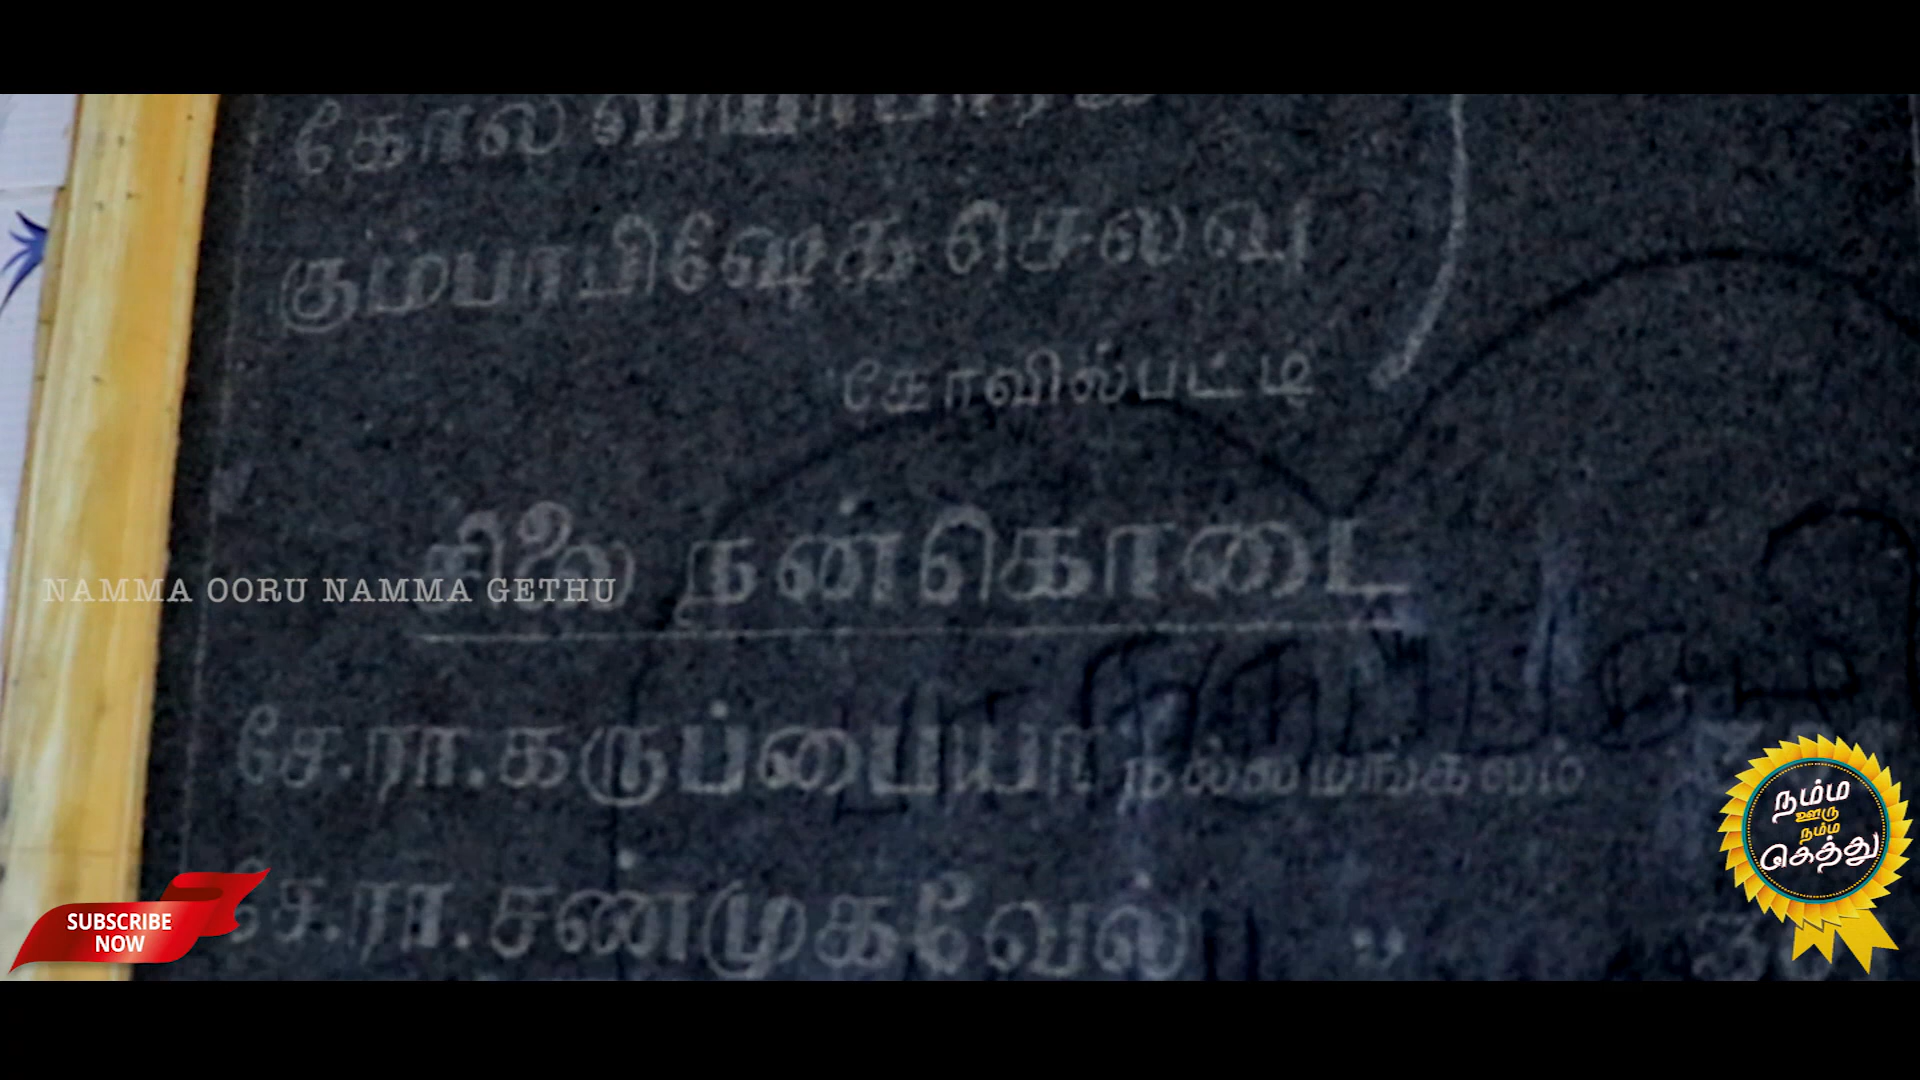 கும்பாபிஷேக செலவு
கோவில்பட்டி
சிலை நன்கொடை
NAMMA OORU NAMMA GETHU
சே.ரா.கருப்பையா நல்லமங்கலம்
சே.ரா.சண்முகவேல் "
SUBSCRIBE
NOW
நம்ம
ஊரு
நம்ம
கெத்து